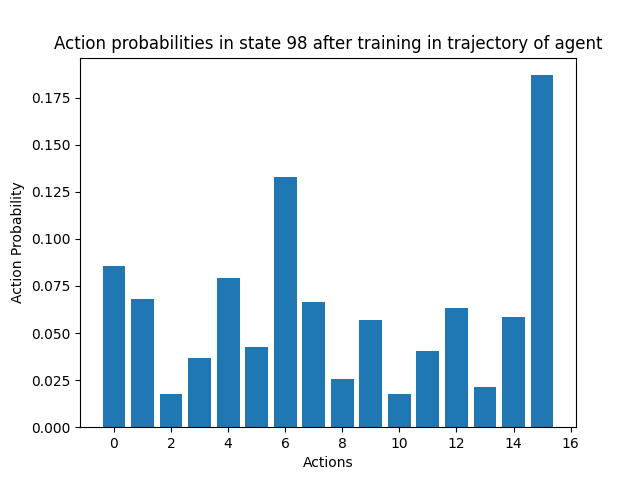 Action probabilities in state 98 after training in trajectory of agent
0.175
0.150
0.125
0.100
0.075
0.050
0.025
0.000
Action Probability
0 2 4 6 8 10 12 14 16
Actions